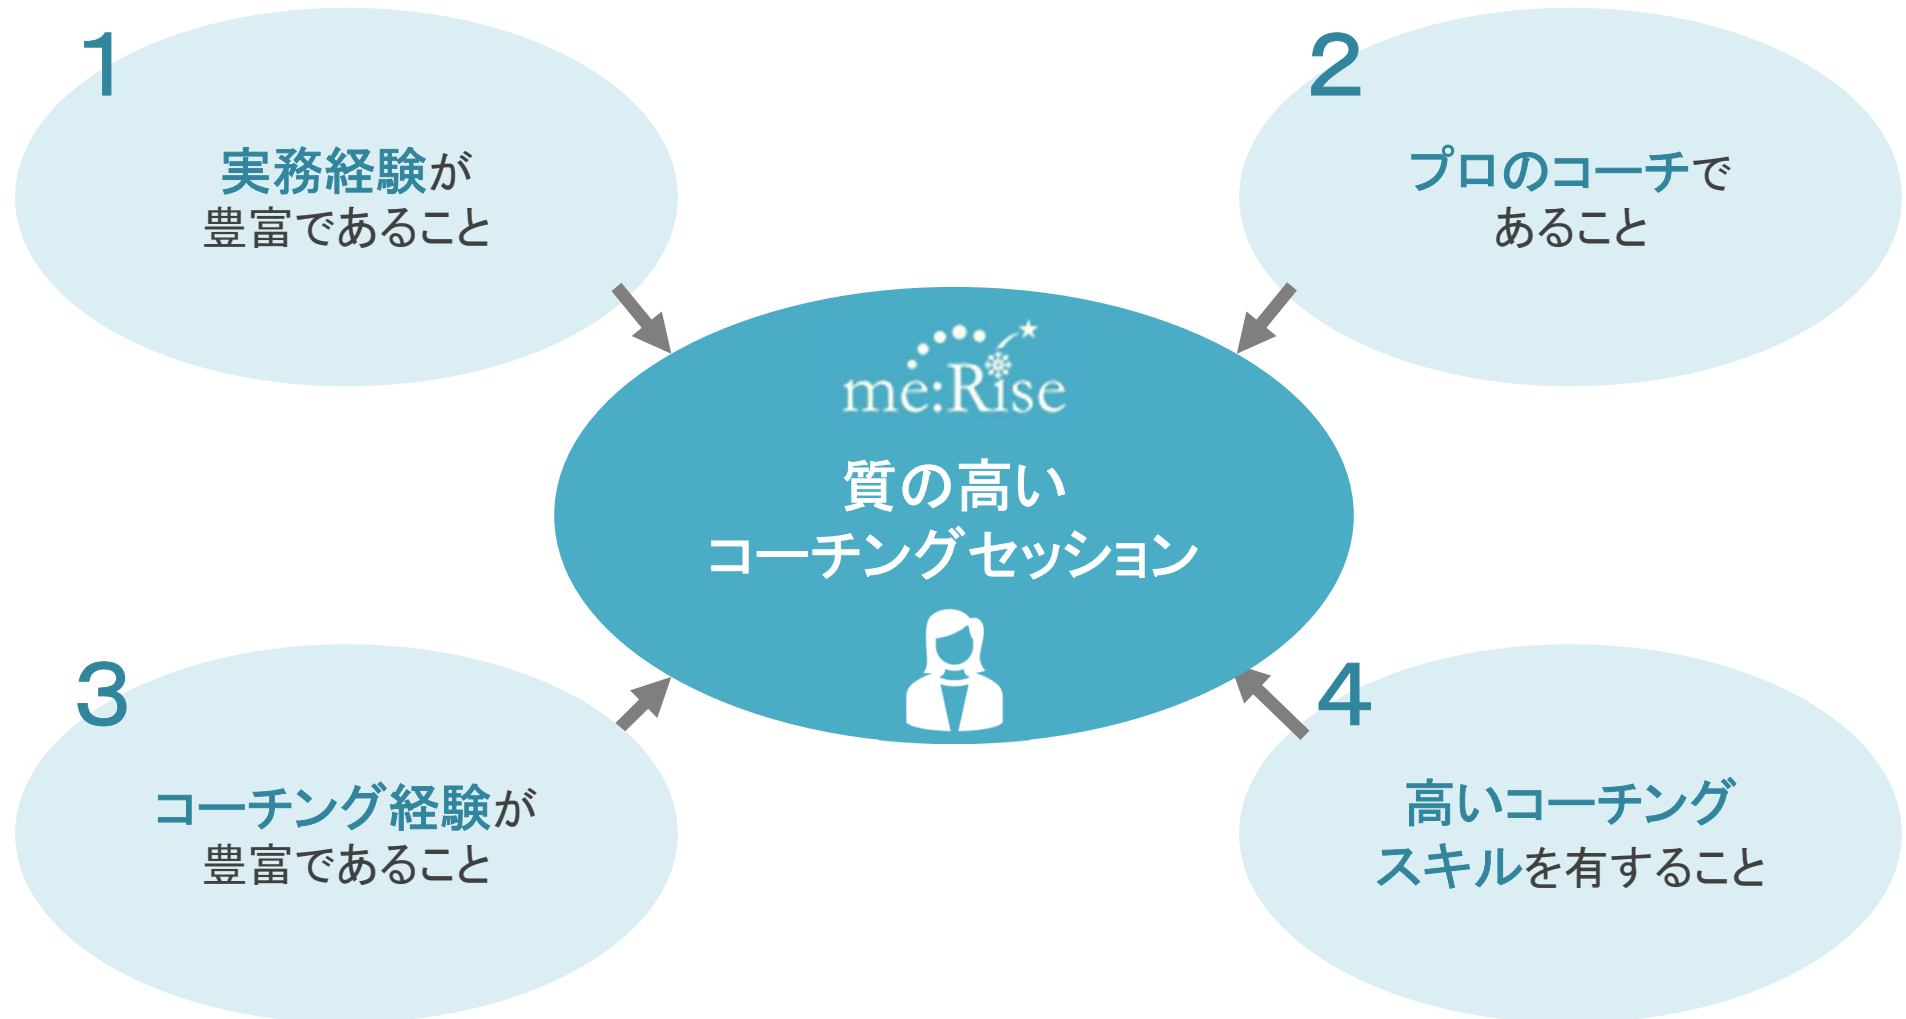 1
実務経験が
豊富であること
2
プロのコーチで
あること
me:Rise
質の高い
コーチングセッション
3
コーチング経験が
豊富であること
4
高いコーチング
スキルを有すること